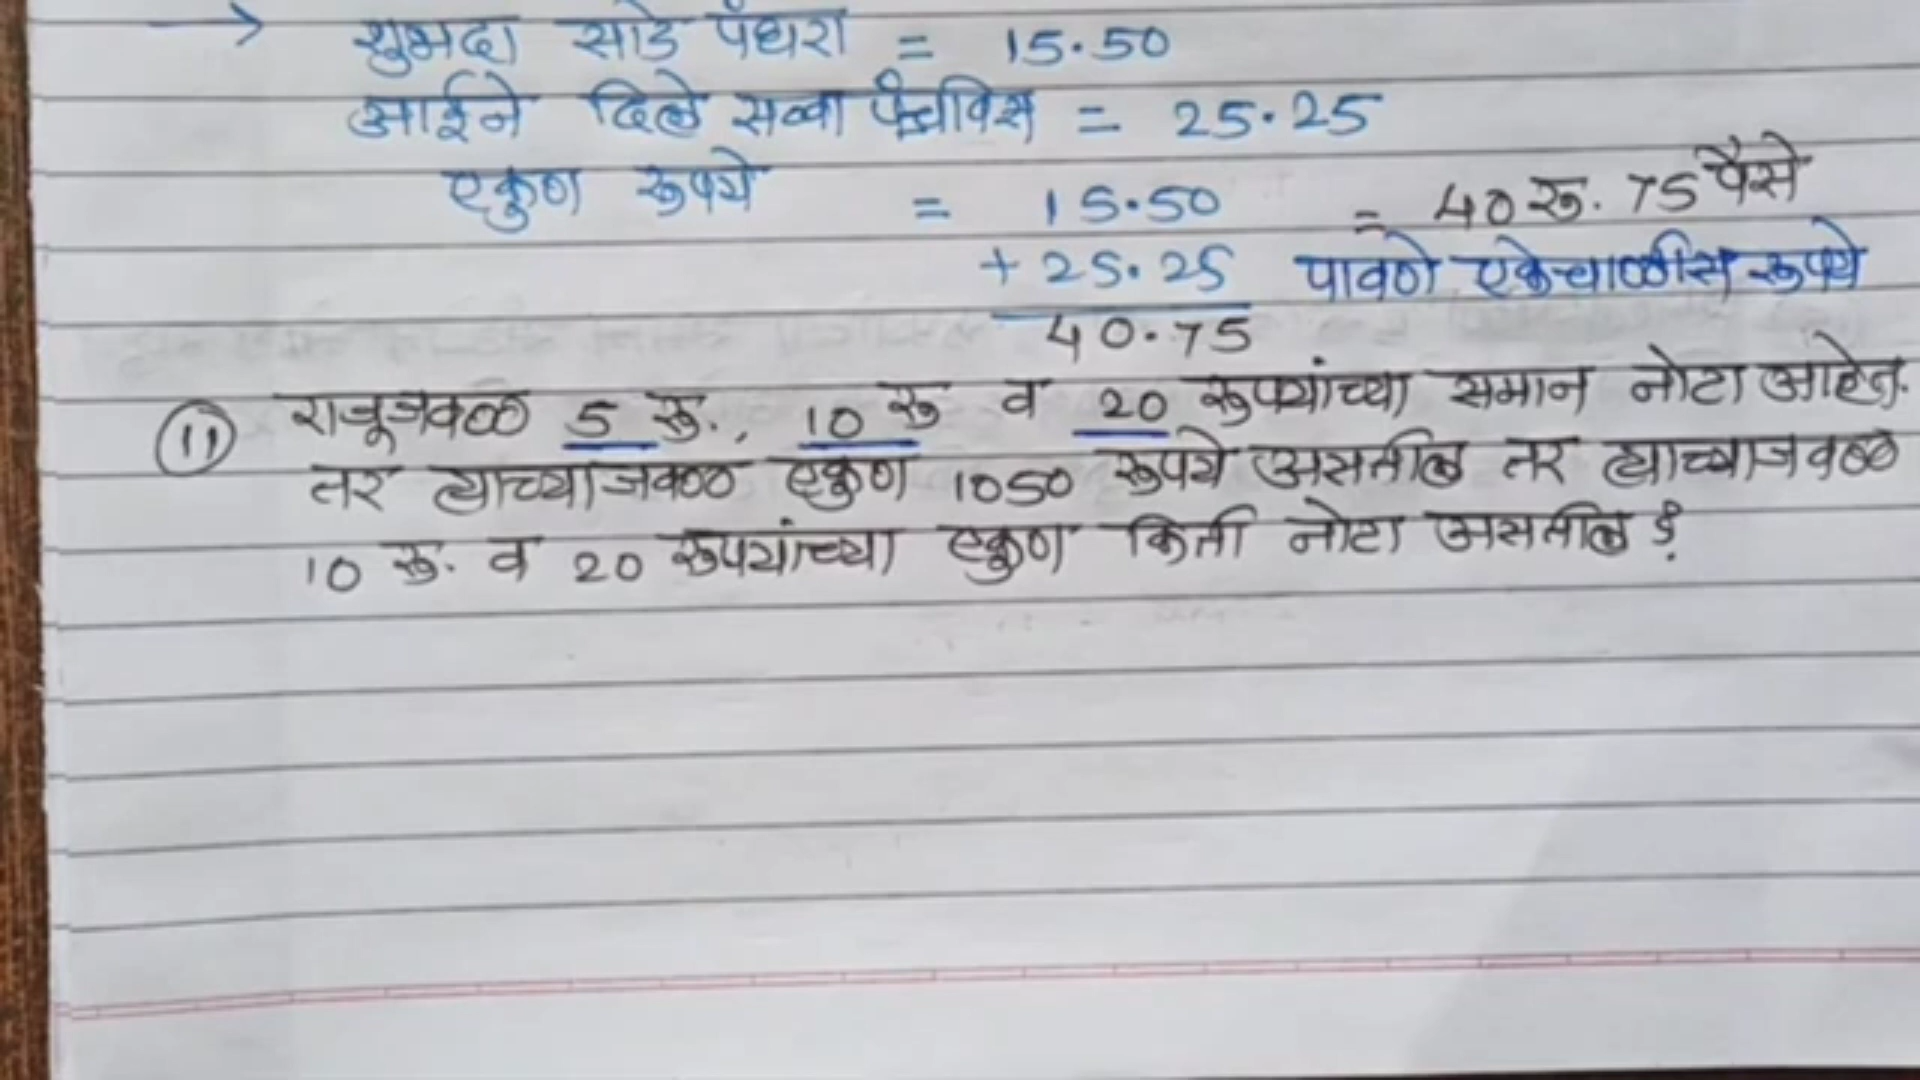 → शुभदा साडे पंधरा = 15.50
आईने दिले सव्वा पंचविस = 25.25
एकुण रुपये = 15.50 = 40 रु. 75 पैसे
+ 25.25 पावणे एकेचाळीस रुपये
40.75
(11) राजूजवळ 5 रु., 10 रु व 20 रुपयांच्या समान नोटा आहेत.
तर त्याच्याजवळ एकुण 1050 रुपये असतील तर त्याच्याजवळ
10 रु. व 20 रुपयांच्या एकुण किती नोटा असतील ?